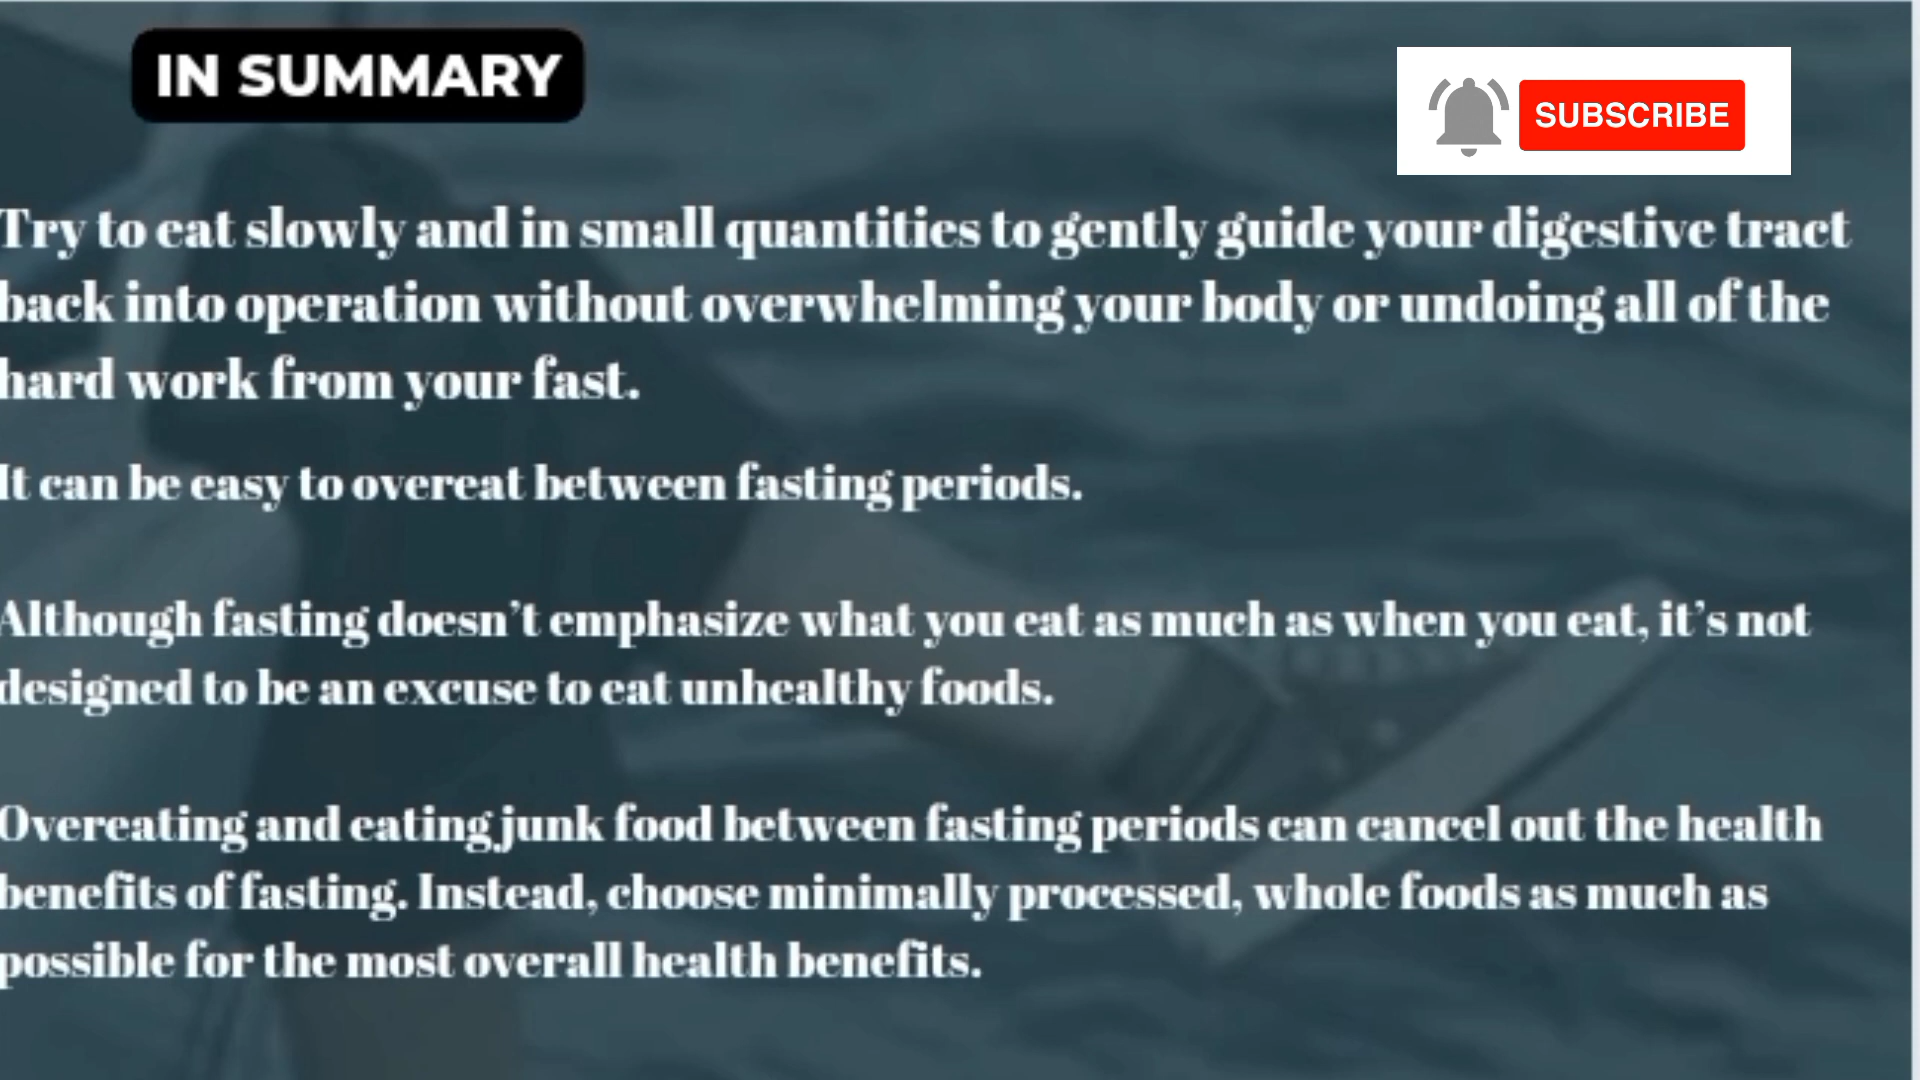 IN SUMMARY
SUBSCRIBE
Try to eat slowly and in small quantities to gently guide your digestive tract
back into operation without overwhelming your body or undoing all of the
hard work from your fast.
It can be easy to overeat between fasting periods.
Although fasting doesn’t emphasize what you eat as much as when you eat, it’s not
designed to be an excuse to eat unhealthy foods.
Overeating and eating junk food between fasting periods can cancel out the health
benefits of fasting. Instead, choose minimally processed, whole foods as much as
possible for the most overall health benefits.